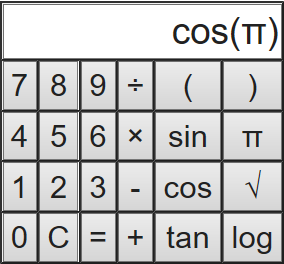 cos(π)
7 8 9 ÷ ( )
4 5 6 × sin π
1 2 3 - cos √
0 C = + tan log